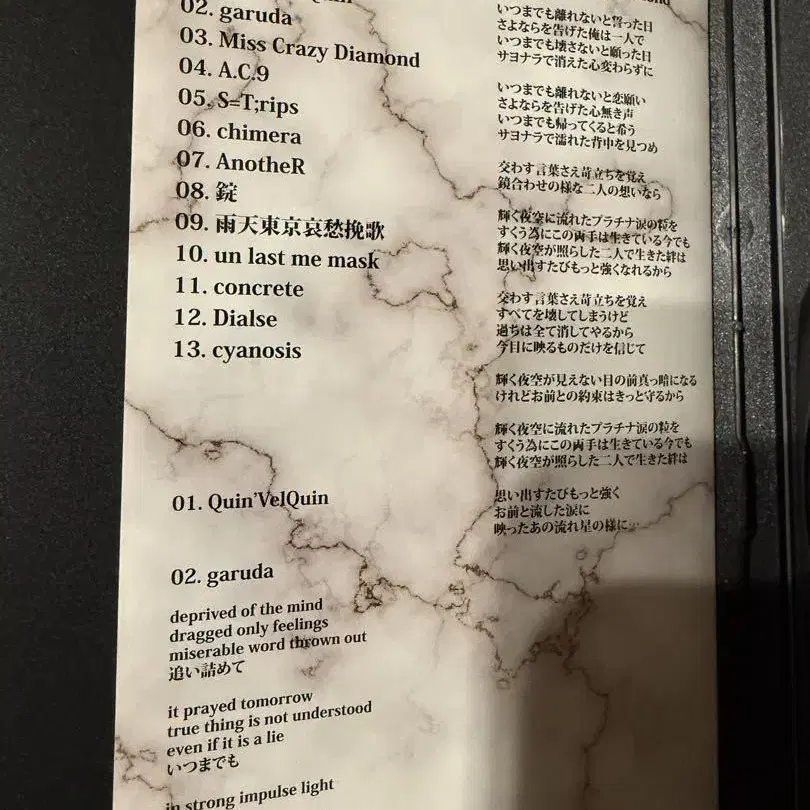 02. garuda
03. Miss Crazy Diamond
04. A.C.9
05. S=T;rips
06. chimera
07. AnotheR
08. 錠
09. 雨天東京哀愁挽歌
10. un last me mask
11. concrete
12. Dialse
13. cyanosis
01. Quin'VelQuin
02. garuda
deprived of the mind
dragged only feelings
miserable word thrown out
追い詰めて
it prayed tomorrow
true thing is not understood
even if it is a lie
いつまでも
in strong impulse light
いつまでも離れないと誓った日
さよならを告げた俺は一人で
いつまでも壊さないと願った日
サヨナラで消えた心変わらずに
いつまでも離れないと恋願い
さよならを告げた心無き声
いつまでも帰ってくると希う
サヨナラで濡れた背中を見つめ
交わす言葉さえ苛立ちを覚え
鏡合わせの様な二人の想いなら
輝く夜空に流れたプラチナ涙の粒を
すくう為にこの両手は生きている今でも
輝く夜空が照らした二人で生きた絆は
思い出すたびもっと強くなれるから
交わす言葉さえ苛立ちを覚え
すべてを壊してしまうけど
過ちは全て消してやるから
今日に映るものだけを信じて
輝く夜空が見えない目の前真っ暗になる
けれどお前との約束はきっと守るから
輝く夜空に流れたプラチナ涙の粒を
すくう為にこの両手は生きている今でも
輝く夜空が照らした二人で生きた絆は
思い出すたびもっと強く
お前と流した涙に
映ったあの流れ星の様に…